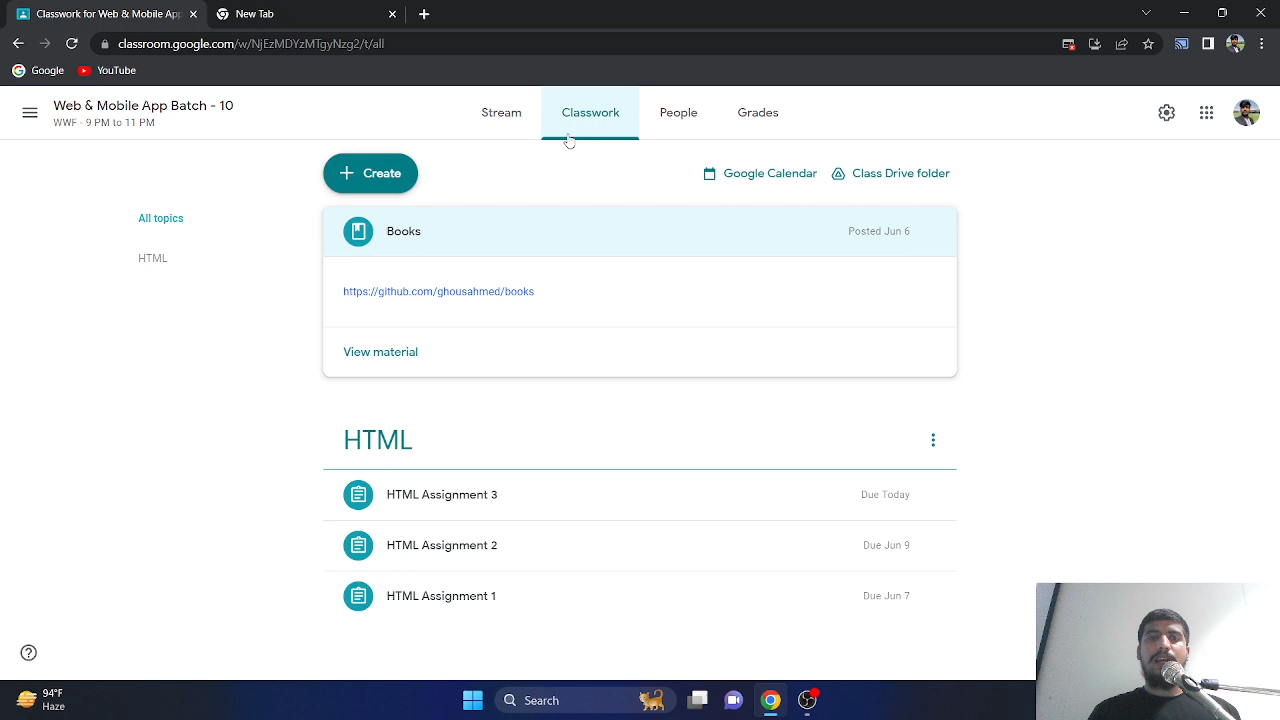 Classwork for Web & Mobile App
New Tab
classroom.google.com/w/NjEzMDYzMTgyNzg2/t/all
Google
YouTube
Web & Mobile App Batch - 10
WWF - 9 PM to 11 PM
Stream
Classwork
People
Grades
Create
Google Calendar
Class Drive folder
All topics
HTML
Books
Posted Jun 6
https://github.com/ghousahmed/books
View material
HTML
HTML Assignment 3
Due Today
HTML Assignment 2
Due Jun 9
HTML Assignment 1
Due Jun 7
94°F
Haze
Search